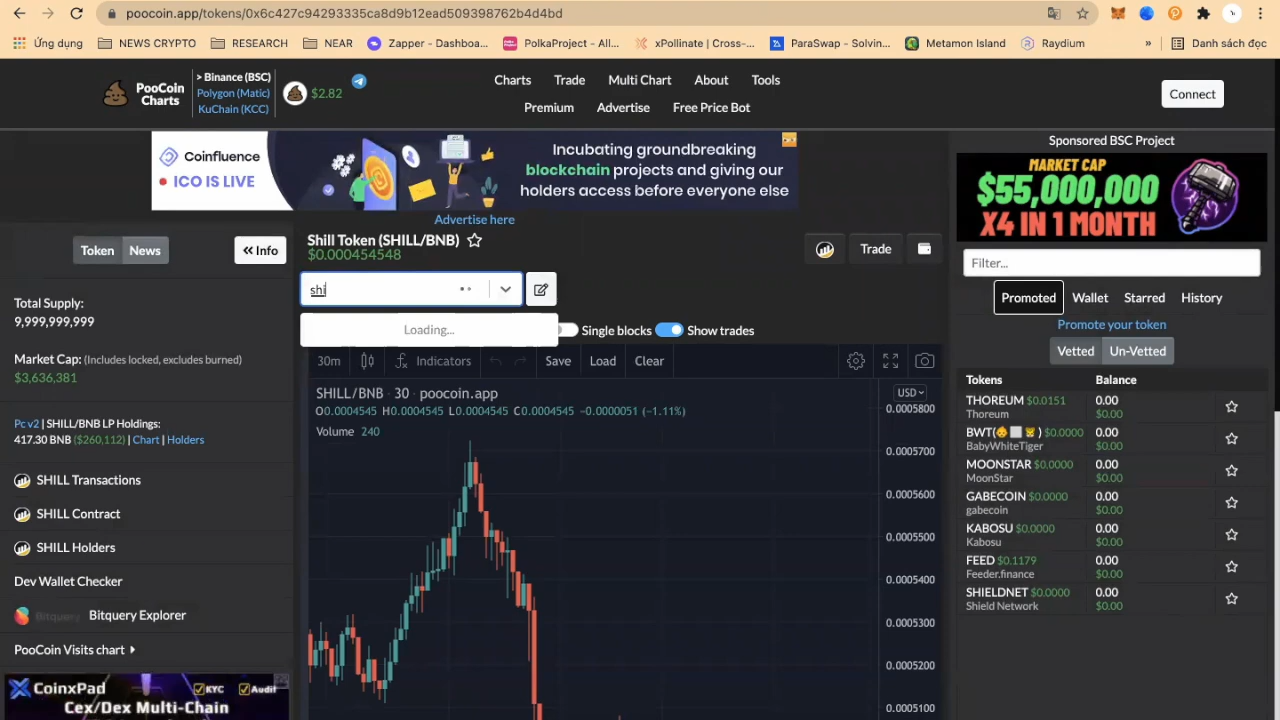 poocoin.app/tokens/0x6c427c94293335ca8d9b12ead509398762b4d4bd
Ứng dụng NEWS CRYPTO RESEARCH NEAR Zapper - Dashboa... PolkaProject - All... xPollinate - Cross-... ParaSwap - Solvin... Metamon Island Raydium » Danh sách đọc
PooCoin Charts
> Binance (BSC)
Polygon (Matic)
KuChain (KCC)
$2.82
Charts Trade Multi Chart About Tools
Premium Advertise Free Price Bot
Connect
Coinfluence
ICO IS LIVE
Incubating groundbreaking
blockchain projects and giving our
holders access before everyone else
Advertise here
Sponsored BSC Project
MARKET CAP
$55,000,000
X4 IN 1 MONTH
Token News
« Info
Total Supply:
9,999,999,999
Market Cap: (Includes locked, excludes burned)
$3,636,381
Pc v2 | SHILL/BNB LP Holdings:
417.30 BNB ($260,112) | Chart | Holders
SHILL Transactions
SHILL Contract
SHILL Holders
Dev Wallet Checker
Bitquery Bitquery Explorer
PooCoin Visits chart
CoinxPad
KYC Audit
Cex/Dex Multi-Chain
Shill Token (SHILL/BNB)
$0.000454548
Trade
shi
Loading...
Single blocks Show trades
30m Indicators Save Load Clear
SHILL/BNB · 30 · poocoin.app
O0.0004545 H0.0004545 L0.0004545 C0.0004545 −0.0000051 (−1.11%)
Volume 240
USD
0.0005800
0.0005700
0.0005600
0.0005500
0.0005400
0.0005300
0.0005200
0.0005100
Filter...
Promoted Wallet Starred History
Promote your token
Vetted Un-Vetted
Tokens Balance
THOREUM $0.0151 0.00
Thoreum $0.00
BWT( ) $0.0000 0.00
BabyWhiteTiger $0.00
MOONSTAR $0.0000 0.00
MoonStar $0.00
GABECOIN $0.0000 0.00
gabecoin $0.00
KABOSU $0.0000 0.00
Kabosu $0.00
FEED $0.1179 0.00
Feeder.finance $0.00
SHIELDNET $0.0000 0.00
Shield Network $0.00